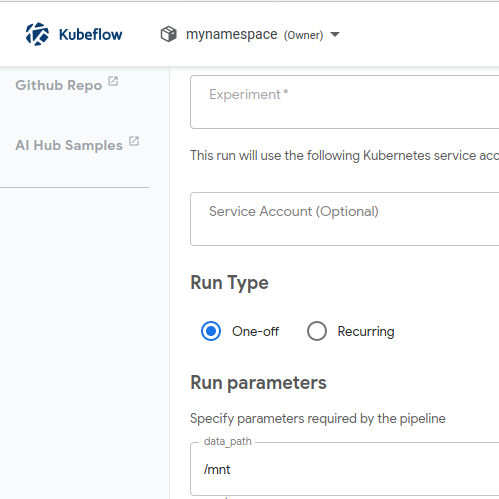 Kubeflow
mynamespace (Owner)
Github Repo
Experiment*
AI Hub Samples
This run will use the following Kubernetes service
Service Account (Optional)
Run Type
One-off
Recurring
Run parameters
Specify parameters required by the pipeline
data_path
/mnt